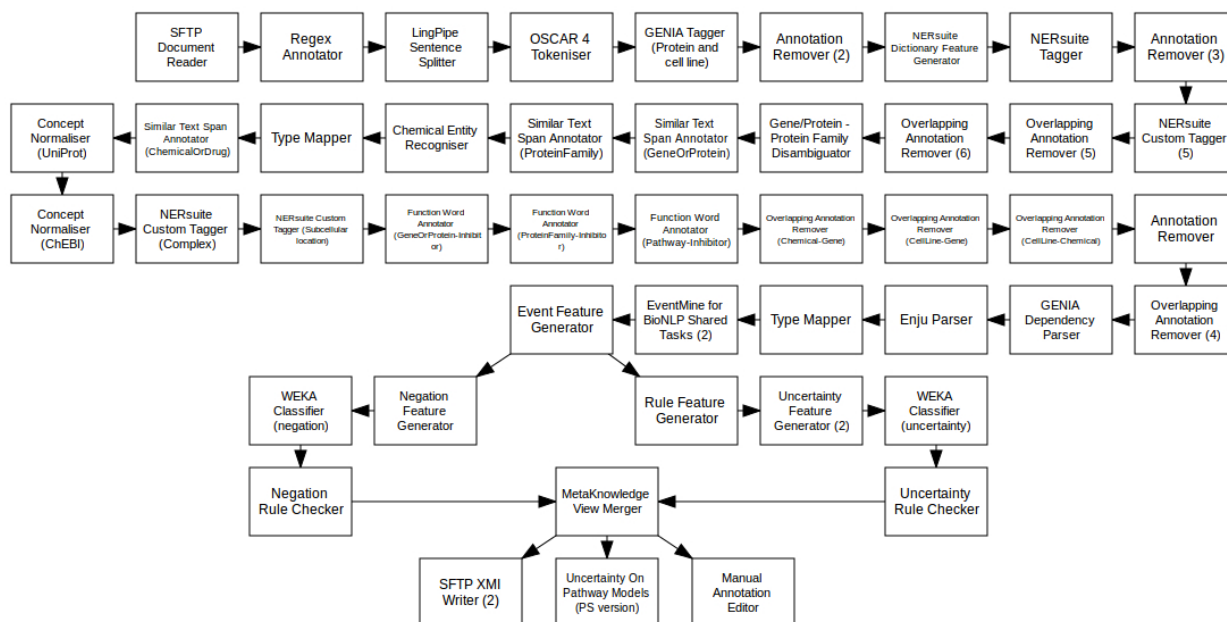 SFTP
Document
Reader
Regex
Annotator
LingPipe
Sentence
Splitter
OSCAR 4
Tokeniser
GENIA Tagger
(Protein and
cell line)
Annotation
Remover (2)
NERsuite
Dictionary Feature
Generator
NERsuite
Tagger
Annotation
Remover (3)
Concept
Normaliser
(UniProt)
Similar Text Span
Annotator
(ChemicalOrDrug)
Type Mapper
Chemical Entity
Recogniser
Similar Text
Span Annotator
(ProteinFamily)
Similar Text
Span Annotator
(GeneOrProtein)
Gene/Protein -
Protein Family
Disambiguator
Overlapping
Annotation
Remover (6)
Overlapping
Annotation
Remover (5)
NERsuite
Custom Tagger
(5)
Concept
Normaliser
(ChEBI)
NERsuite
Custom Tagger
(Complex)
NERsuite Custom
Tagger (Subcellular
location)
Function Word
Annotator
(GeneOrProtein-Inhibit
or)
Function Word
Annotator
(ProteinFamily-Inhibito
r)
Function Word
Annotator
(Pathway-Inhibitor)
Overlapping Annotation
Remover
(Chemical-Gene)
Overlapping Annotation
Remover
(CellLine-Gene)
Overlapping Annotation
Remover
(CellLine-Chemical)
Annotation
Remover
Event Feature
Generator
EventMine for
BioNLP Shared
Tasks (2)
Type Mapper
Enju Parser
GENIA
Dependency
Parser
Overlapping
Annotation
Remover (4)
WEKA
Classifier
(negation)
Negation
Feature
Generator
Rule Feature
Generator
Uncertainty
Feature
Generator (2)
WEKA
Classifier
(uncertainty)
Negation
Rule Checker
MetaKnowledge
View Merger
Uncertainty
Rule Checker
SFTP XMI
Writer (2)
Uncertainty On
Pathway Models
(PS version)
Manual
Annotation
Editor